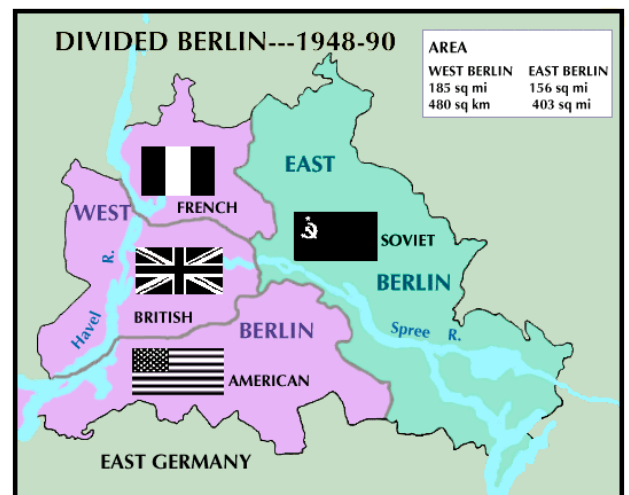 DIVIDED BERLIN---1948-90
AREA
WEST BERLIN EAST BERLIN
185 sq mi 156 sq mi
480 sq km 403 sq mi
EAST
WEST
FRENCH
SOVIET
Havel R.
BERLIN
BRITISH
BERLIN
Spree R.
AMERICAN
EAST GERMANY